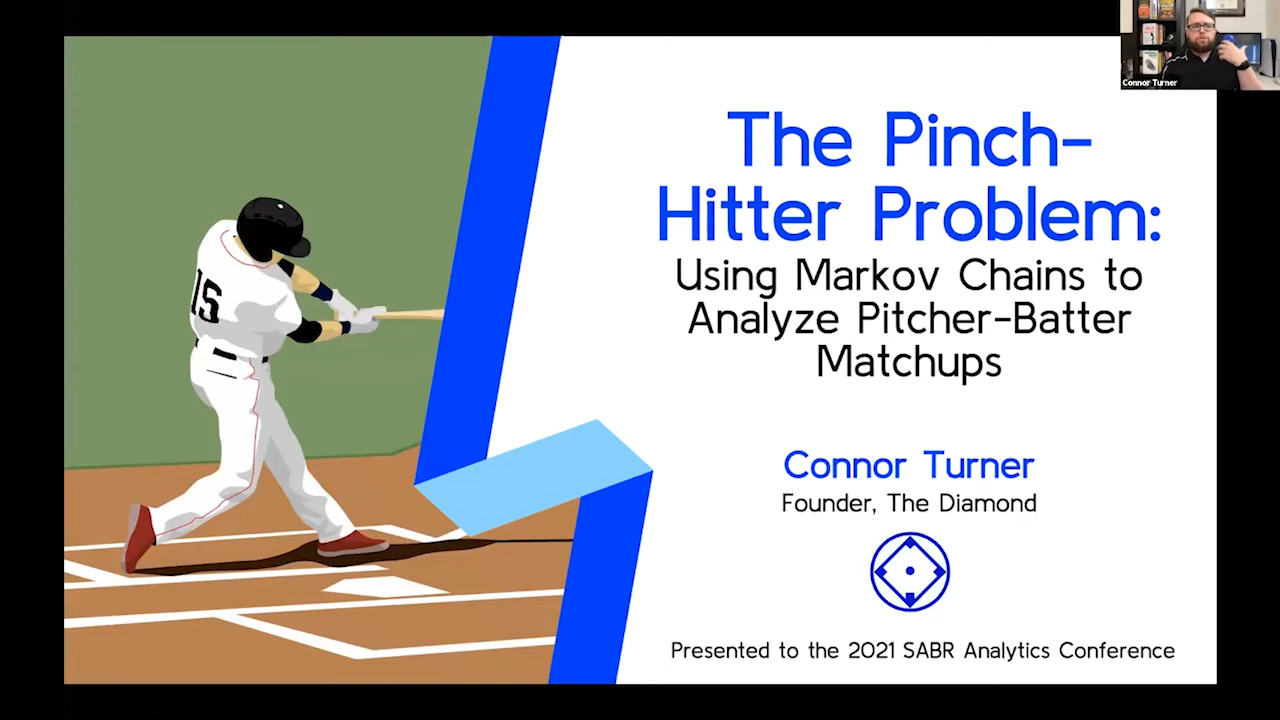 Connor Turner
The Pinch-
Hitter Problem:
Using Markov Chains to
Analyze Pitcher-Batter
Matchups
15
Connor Turner
Founder, The Diamond
Presented to the 2021 SABR Analytics Conference